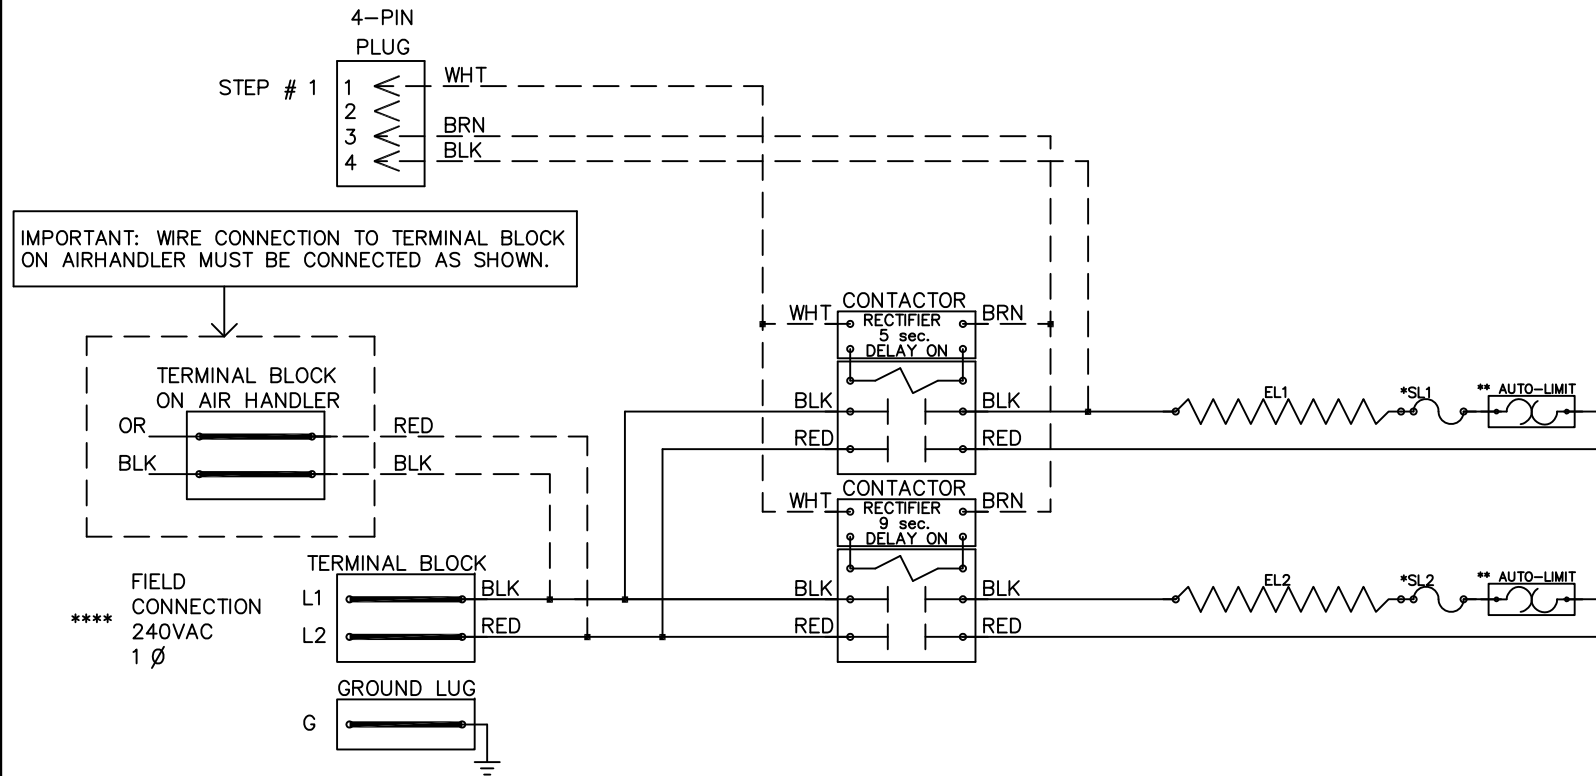 4-PIN
PLUG
STEP # 1
1
2
3
4
WHT
BRN
BLK
IMPORTANT: WIRE CONNECTION TO TERMINAL BLOCK
ON AIRHANDLER MUST BE CONNECTED AS SHOWN.
TERMINAL BLOCK
ON AIR HANDLER
OR
BLK
RED
BLK
CONTACTOR
WHT
RECTIFIER
5 sec.
DELAY ON
BRN
BLK
RED
BLK
RED
EL1
*SL1
** AUTO-LIMIT
CONTACTOR
WHT
RECTIFIER
9 sec.
DELAY ON
BRN
BLK
RED
BLK
RED
EL2
*SL2
** AUTO-LIMIT
TERMINAL BLOCK
L1
L2
BLK
RED
****
FIELD
CONNECTION
240VAC
1 Ø
GROUND LUG
G